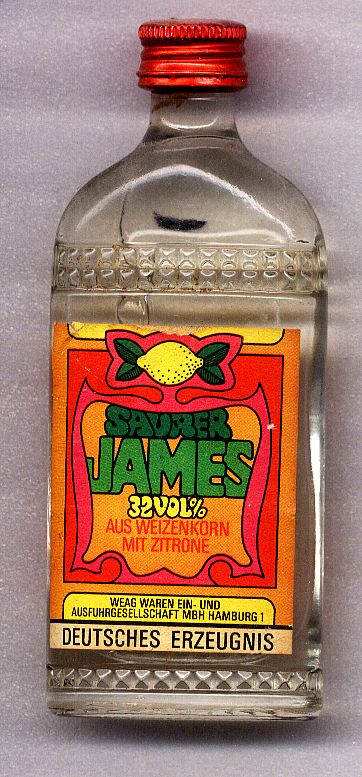 SAURER
JAMES
32VOL%
AUS WEIZENKORN
MIT ZITRONE
WEAG WAREN EIN- UND
AUSFUHRGESELLSCHAFT MBH HAMBURG 1
DEUTSCHES ERZEUGNIS